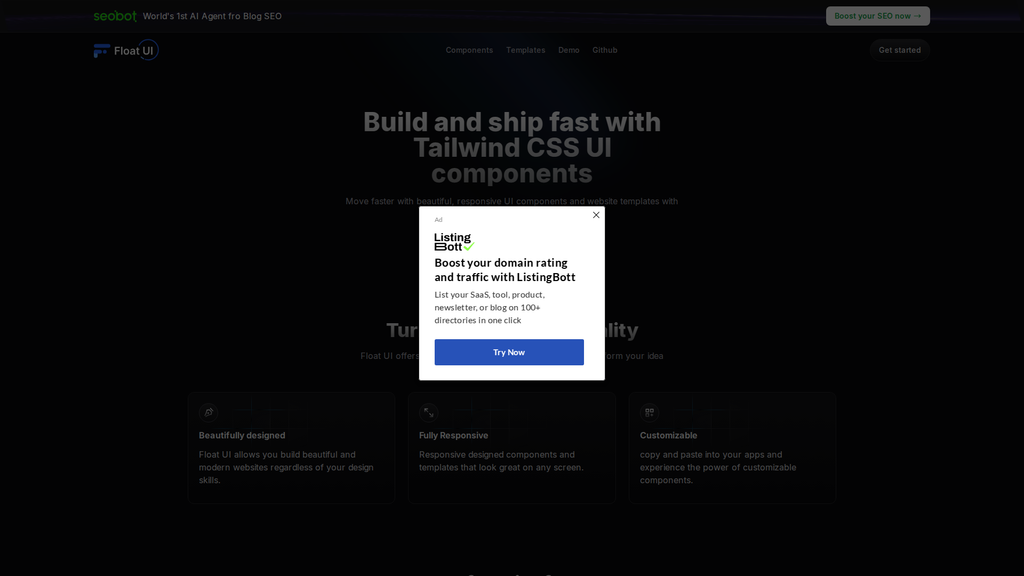 seobot World's 1st AI Agent fro Blog SEO
Boost your SEO now →
Float UI
Components
Templates
Demo
Github
Get started
Build and ship fast with
Tailwind CSS UI
components
Move faster with beautiful, responsive UI components and website templates with
Ad
Listing
Bott
Boost your domain rating
and traffic with ListingBott
List your SaaS, tool, product,
newsletter, or blog on 100+
directories in one click
Try Now
Float UI offers
form your idea
Beautifully designed
Float UI allows you build beautiful and
modern websites regardless of your design
skills.
Fully Responsive
Responsive designed components and
templates that look great on any screen.
Customizable
copy and paste into your apps and
experience the power of customizable
components.